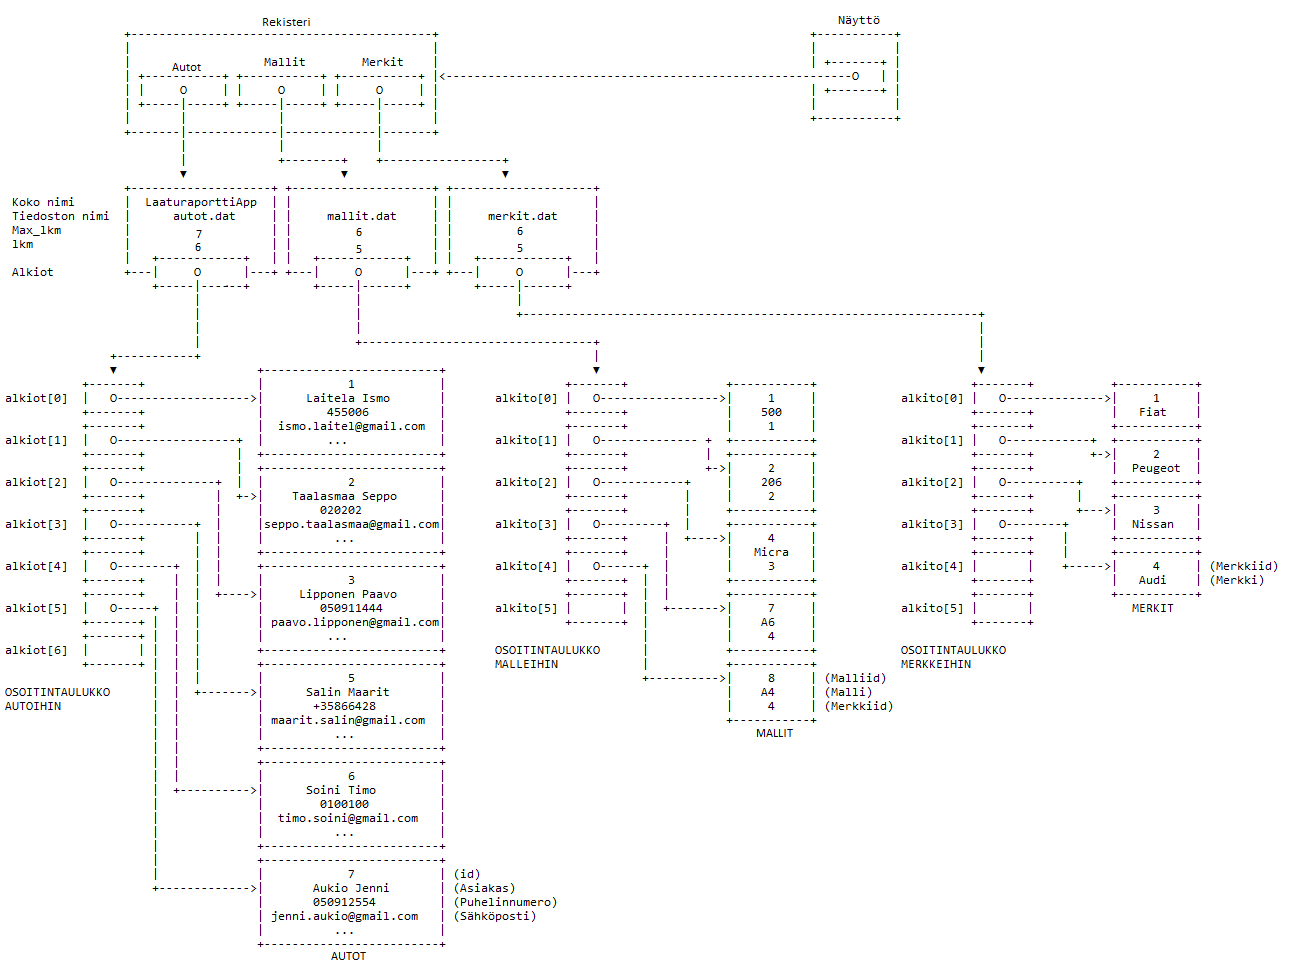 Rekisteri
Näyttö
Autot Mallit Merkit
O O O
O
Koko nimi LaaturaporttiApp
Tiedoston nimi autot.dat mallit.dat merkit.dat
Max_lkm 7 6 6
lkm 6 5 5
Alkiot O O O
alkiot[0] O
alkiot[1] O
alkiot[2] O
alkiot[3] O
alkiot[4] O
alkiot[5] O
alkiot[6]
OSOITINTAULUKKO
AUTOIHIN
1
Laitela Ismo
455006
ismo.laitel@gmail.com
...
2
Taalasmaa Seppo
020202
seppo.taalasmaa@gmail.com
...
3
Lipponen Paavo
050911444
paavo.lipponen@gmail.com
...
5
Salin Maarit
+35866428
maarit.salin@gmail.com
...
6
Soini Timo
0100100
timo.soini@gmail.com
...
7 (id)
Aukio Jenni (Asiakas)
050912554 (Puhelinnumero)
jenni.aukio@gmail.com (Sähköposti)
...
AUTOT
alkito[0] O
alkito[1] O
alkito[2] O
alkito[3] O
alkito[4] O
alkito[5]
OSOITINTAULUKKO
MALLEIHIN
1
500
1
2
206
2
4
Micra
3
7
A6
4
8 (Malliid)
A4 (Malli)
4 (Merkkiid)
MALLIT
alkito[0] O
alkito[1] O
alkito[2] O
alkito[3] O
alkito[4]
alkito[5]
OSOITINTAULUKKO
MERKKEIHIN
1
Fiat
2
Peugeot
3
Nissan
4 (Merkkiid)
Audi (Merkki)
MERKIT